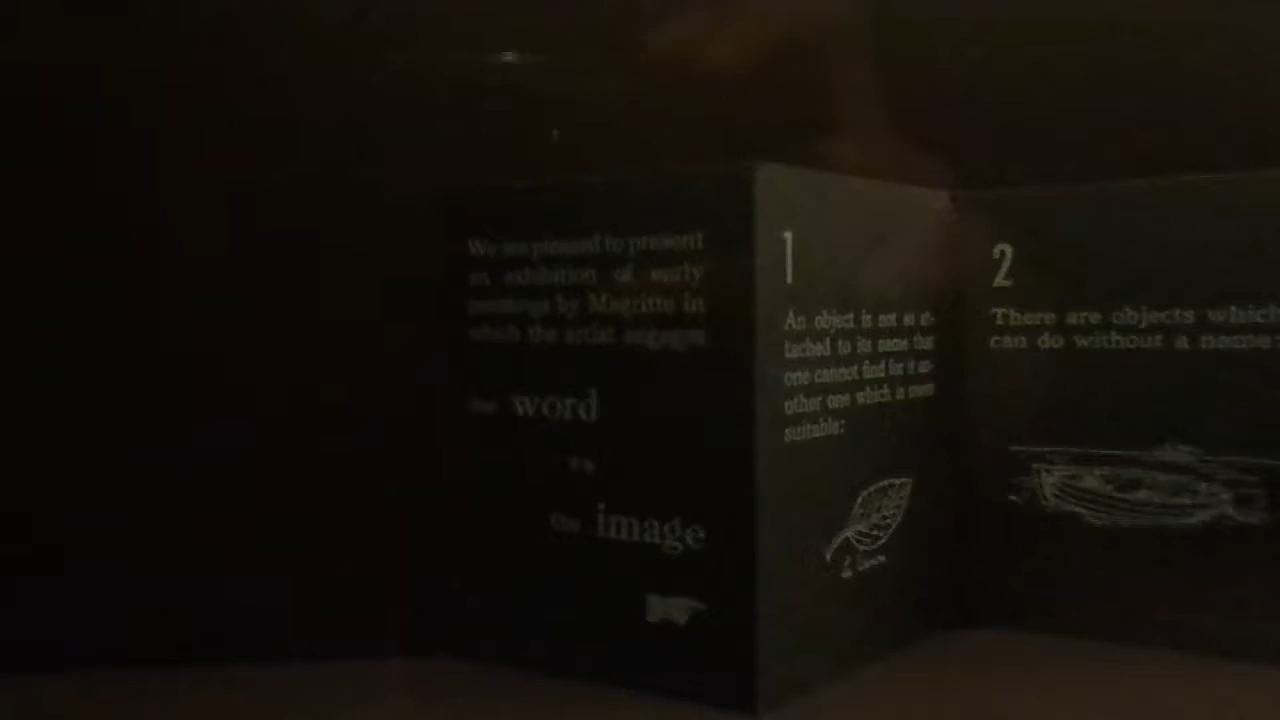 We are pleased to present
an exhibition of early
paintings by Magritte in
which the artist engages
the word
vs
the image
1
An object is not so at-
tached to its name that
one cannot find for it an-
other one which is more
suitable:
2
There are objects which
can do without a name: